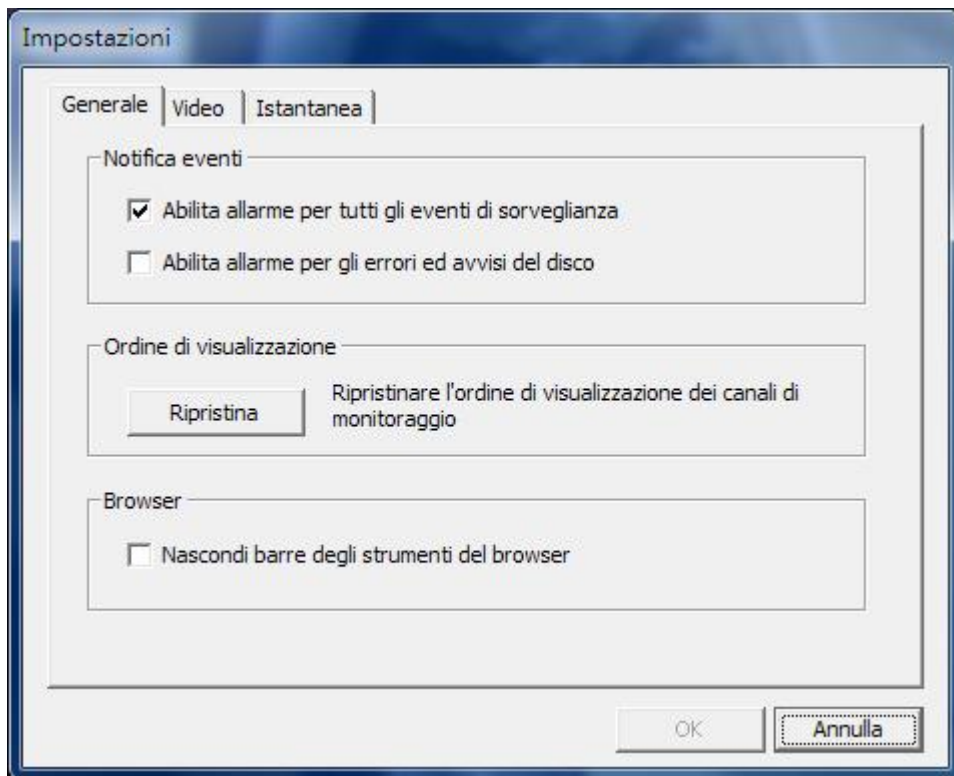 Impostazioni
Generale Video Istantanea
Notifica eventi
Abilita allarme per tutti gli eventi di sorveglianza
Abilita allarme per gli errori ed avvisi del disco
Ordine di visualizzazione
Ripristina
Ripristinare l'ordine di visualizzazione dei canali di
monitoraggio
Browser
Nascondi barre degli strumenti del browser
OK Annulla